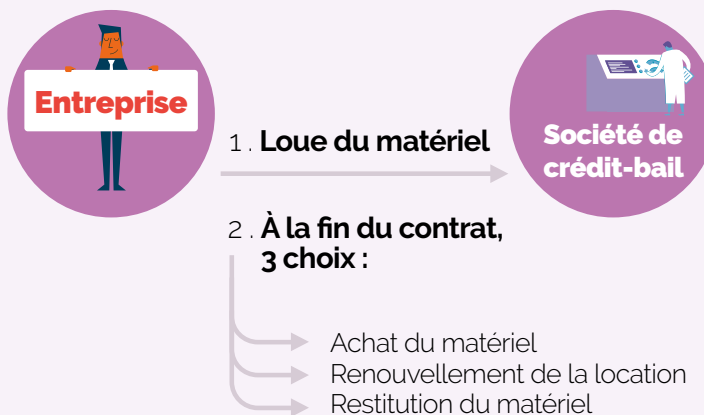 Entreprise
1 . Loue du matériel
Société de
crédit-bail
2 . À la fin du contrat,
3 choix :
Achat du matériel
Renouvellement de la location
Restitution du matériel